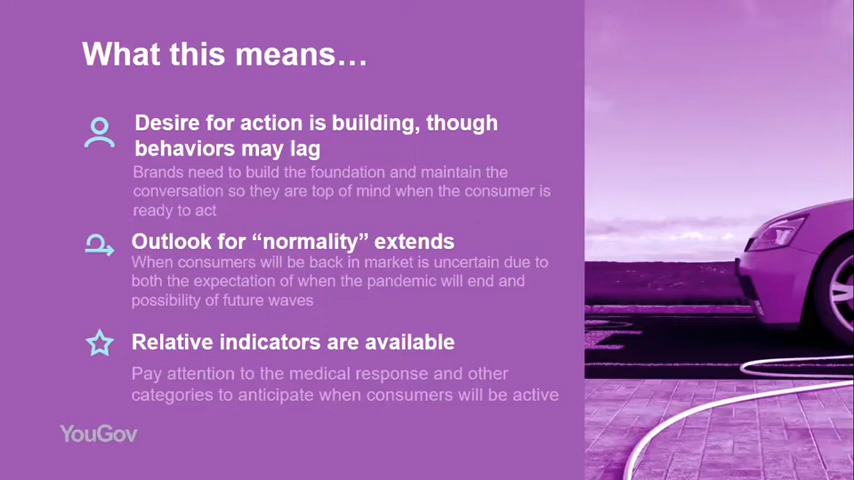 What this means…
Desire for action is building, though
behaviors may lag
Brands need to build the foundation and maintain the
conversation so they are top of mind when the consumer is
ready to act
Outlook for “normality” extends
When consumers will be back in market is uncertain due to
both the expectation of when the pandemic will end and
possibility of future waves
Relative indicators are available
Pay attention to the medical response and other
categories to anticipate when consumers will be active
YouGov